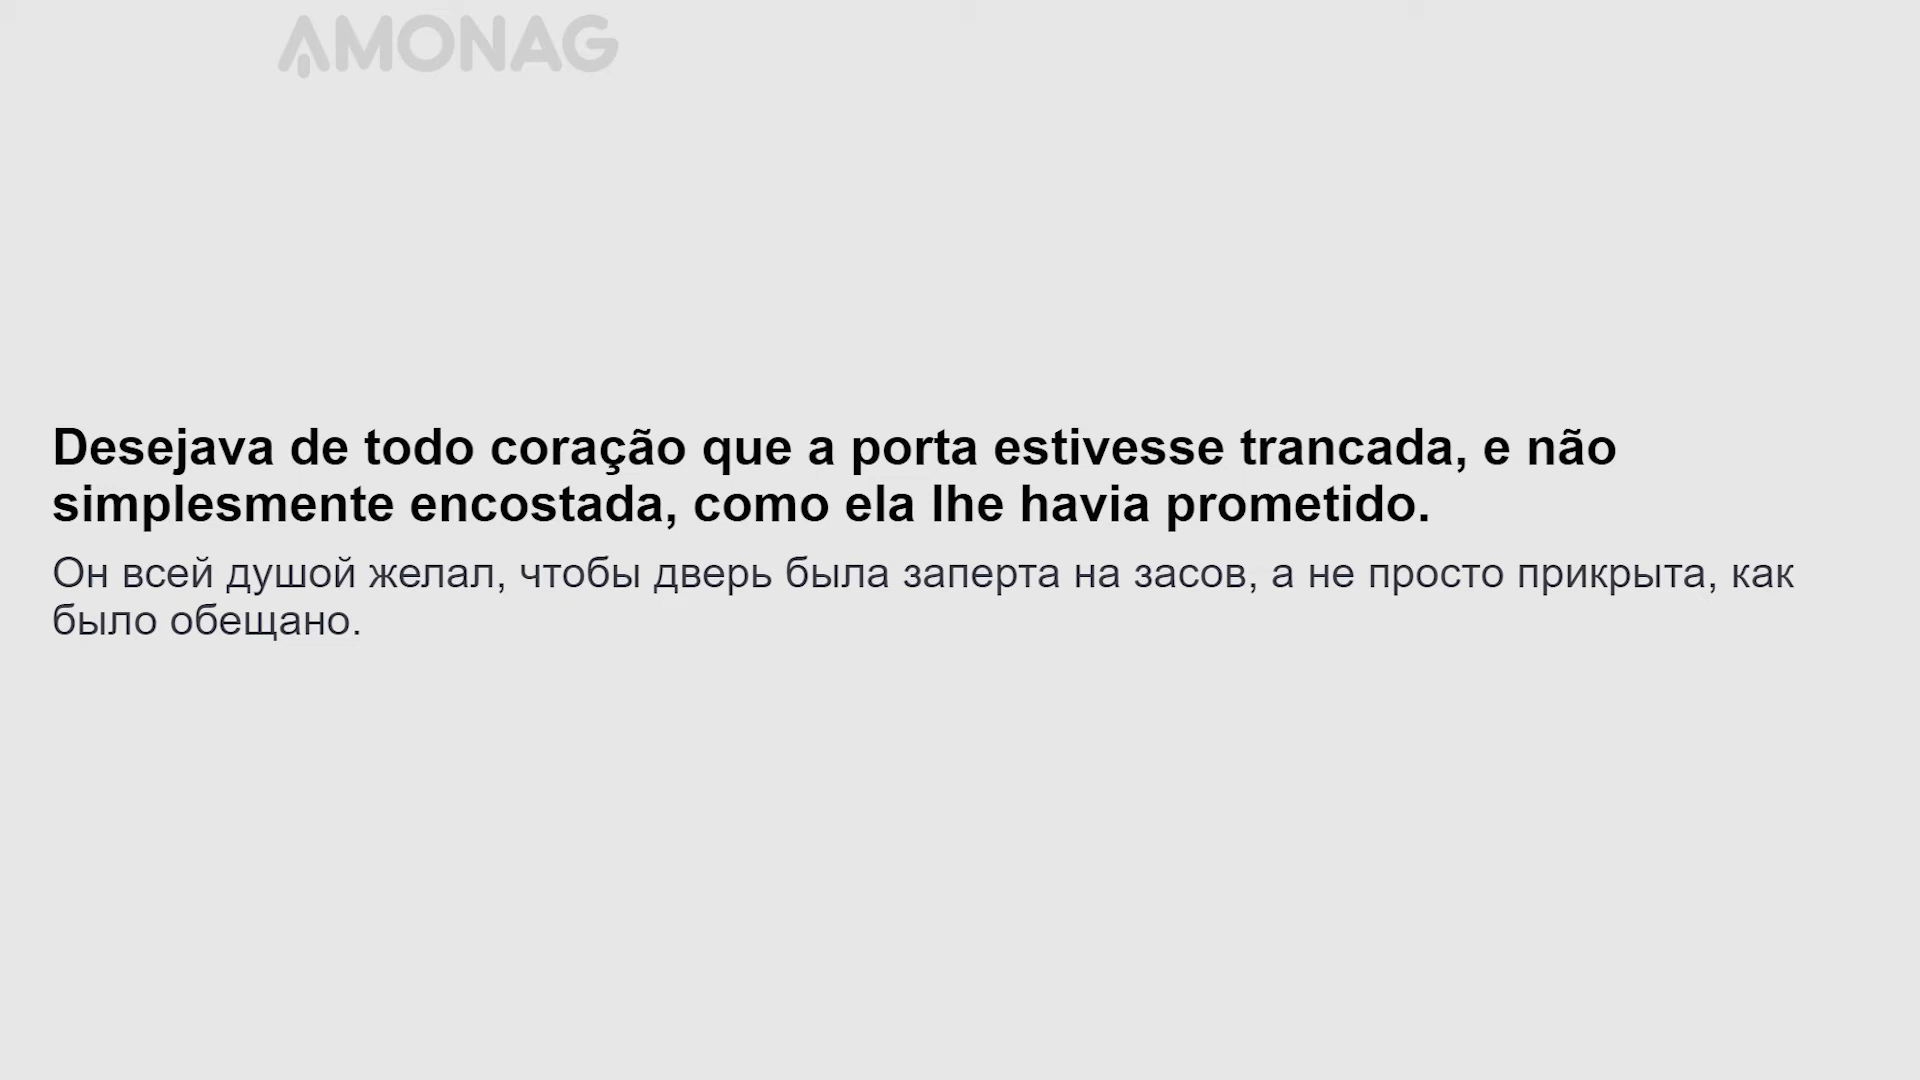 AMONAG
Desejava de todo coração que a porta estivesse trancada, e não
simplesmente encostada, como ela lhe havia prometido.
Он всей душой желал, чтобы дверь была заперта на засов, а не просто прикрыта, как
было обещано.